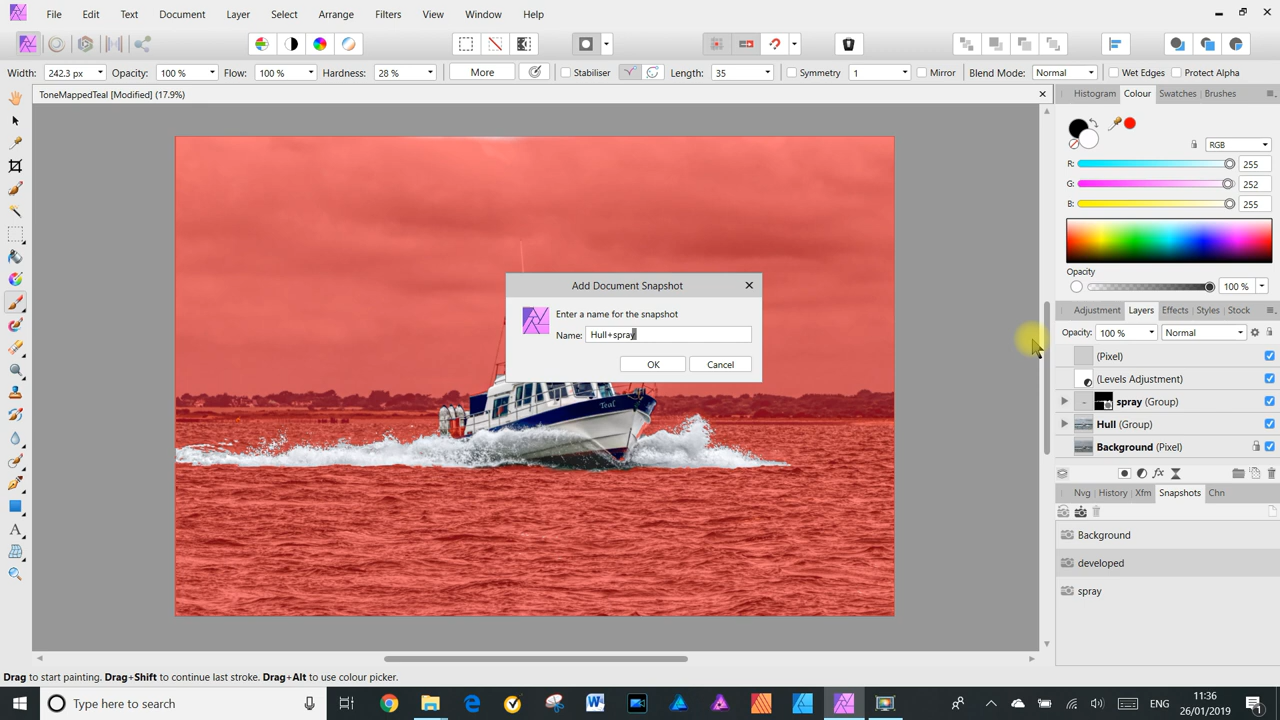 File Edit Text Document Layer Select Arrange Filters View Window Help
Width: 242.3 px Opacity: 100 % Flow: 100 % Hardness: 28 % More Stabiliser Length: 35 Symmetry 1 Mirror Blend Mode: Normal Wet Edges Protect Alpha
ToneMappedTeal [Modified] (17.9%)
Histogram Colour Swatches Brushes
RGB
R: 255
G: 252
B: 255
Opacity
100 %
Adjustment Layers Effects Styles Stock
Opacity: 100 % Normal
(Pixel)
(Levels Adjustment)
spray (Group)
Hull (Group)
Background (Pixel)
Nvg History Xfm Snapshots Chn
Background
developed
spray
Add Document Snapshot
Enter a name for the snapshot
Name: Hull+spray
OK Cancel
Teal
Drag to start painting. Drag+Shift to continue last stroke. Drag+Alt to use colour picker.
Type here to search
ENG
11:36
26/01/2019
1